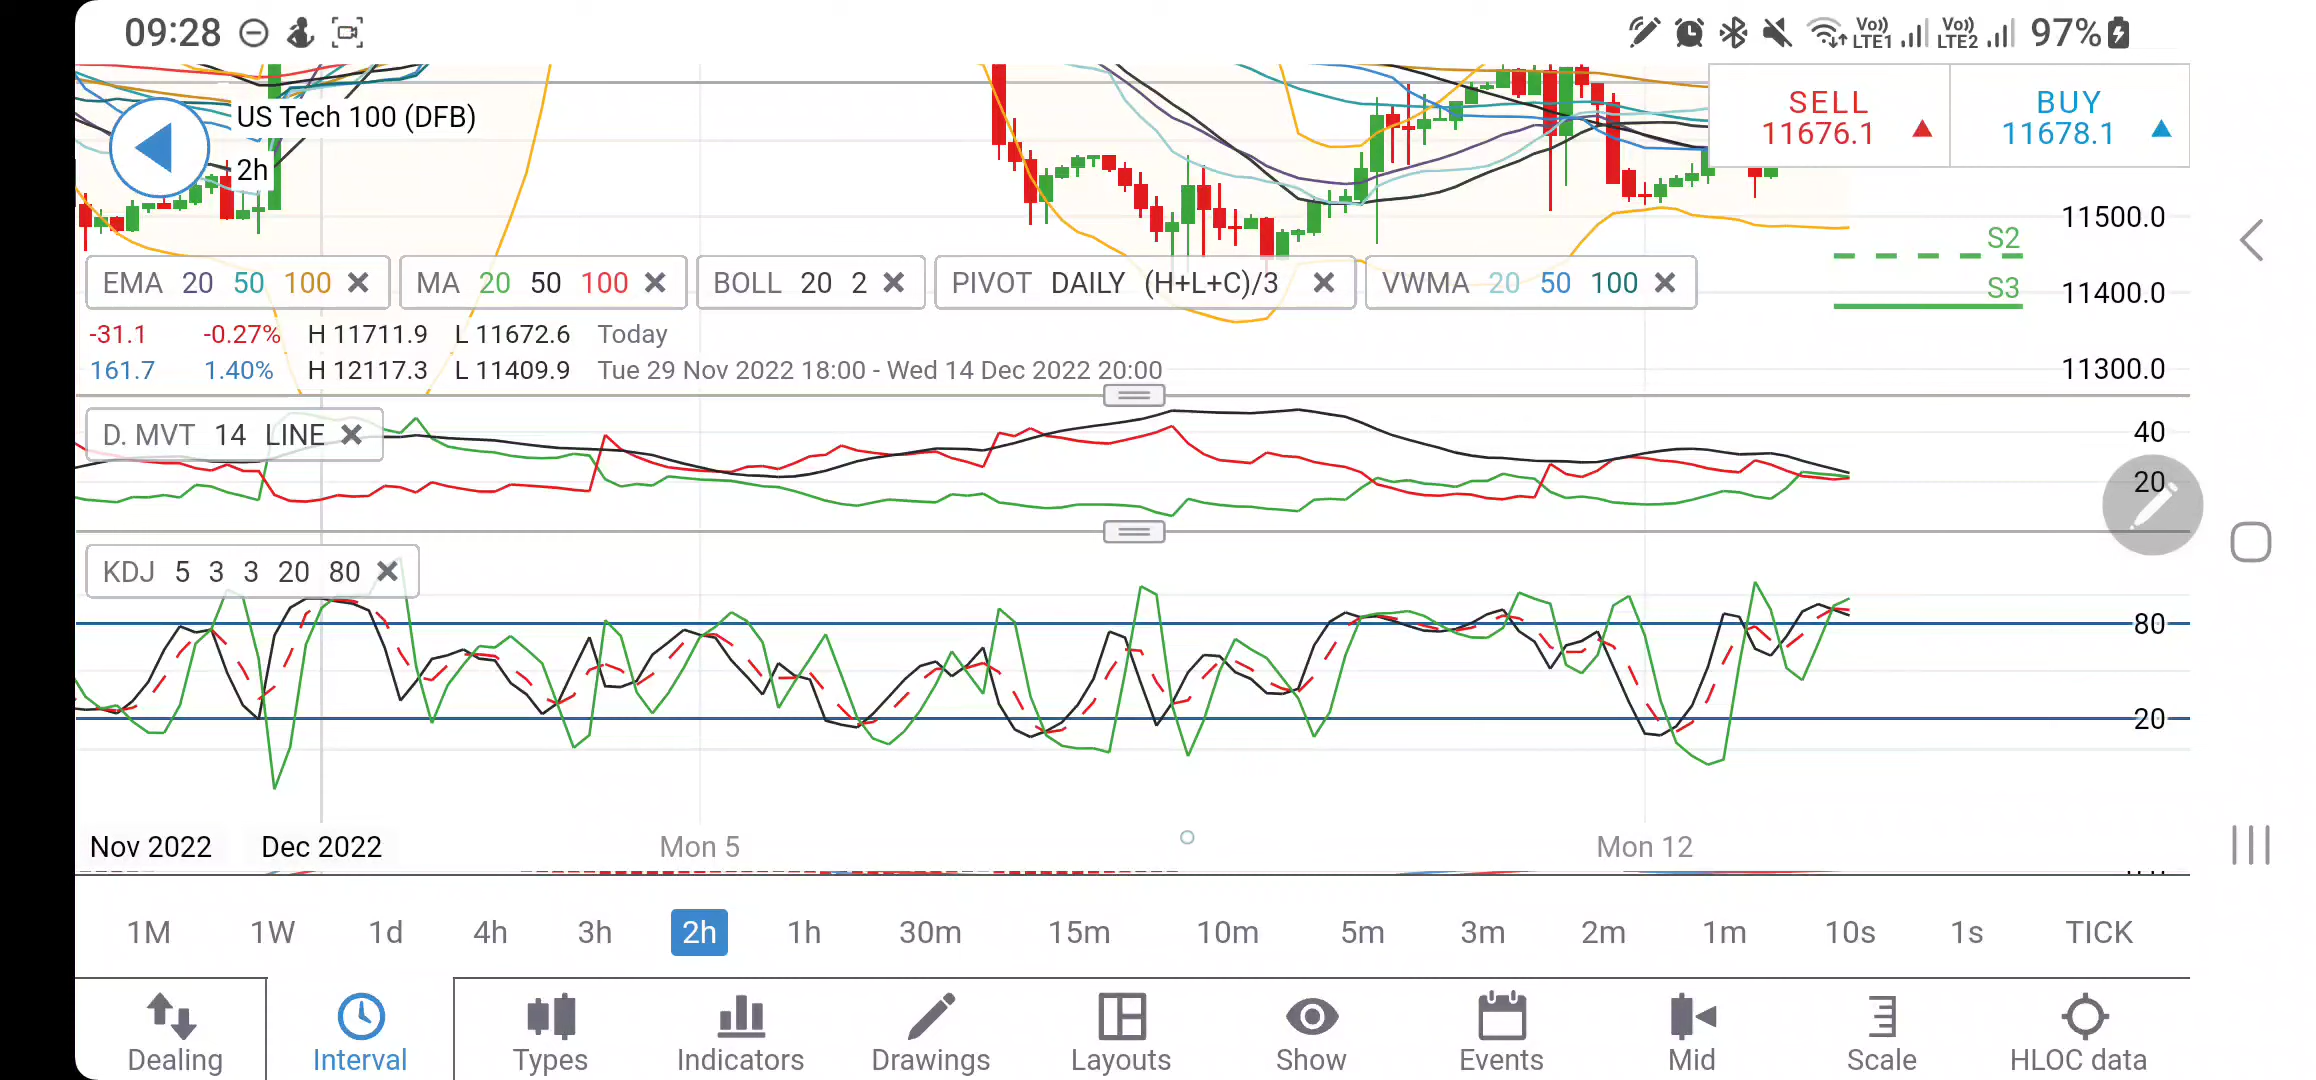 09:28
Vo)) LTE1 Vo)) LTE2 97%
US Tech 100 (DFB)
2h
SELL BUY
11676.1 11678.1
11500.0
S2
EMA 20 50 100 MA 20 50 100 BOLL 20 2 PIVOT DAILY (H+L+C)/3 VWMA 20 50 100
S3
11400.0
-31.1 -0.27% H 11711.9 L 11672.6 Today
161.7 1.40% H 12117.3 L 11409.9 Tue 29 Nov 2022 18:00 - Wed 14 Dec 2022 20:00
11300.0
D. MVT 14 LINE
40
20
KDJ 5 3 3 20 80
80
20
Nov 2022 Dec 2022 Mon 5 Mon 12
1M 1W 1d 4h 3h 2h 1h 30m 15m 10m 5m 3m 2m 1m 10s 1s TICK
Dealing Interval Types Indicators Drawings Layouts Show Events Mid Scale HLOC data